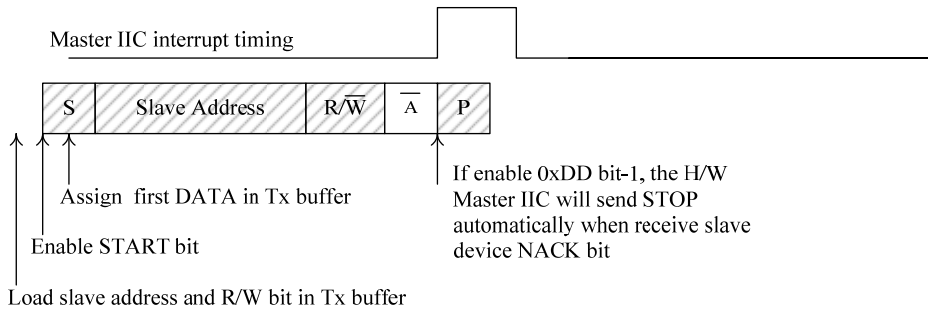 Master IIC interrupt timing
S Slave Address R/W̅ A̅ P
Assign first DATA in Tx buffer
If enable 0xDD bit-1, the H/W
Master IIC will send STOP
automatically when receive slave
device NACK bit
Enable START bit
Load slave address and R/W bit in Tx buffer